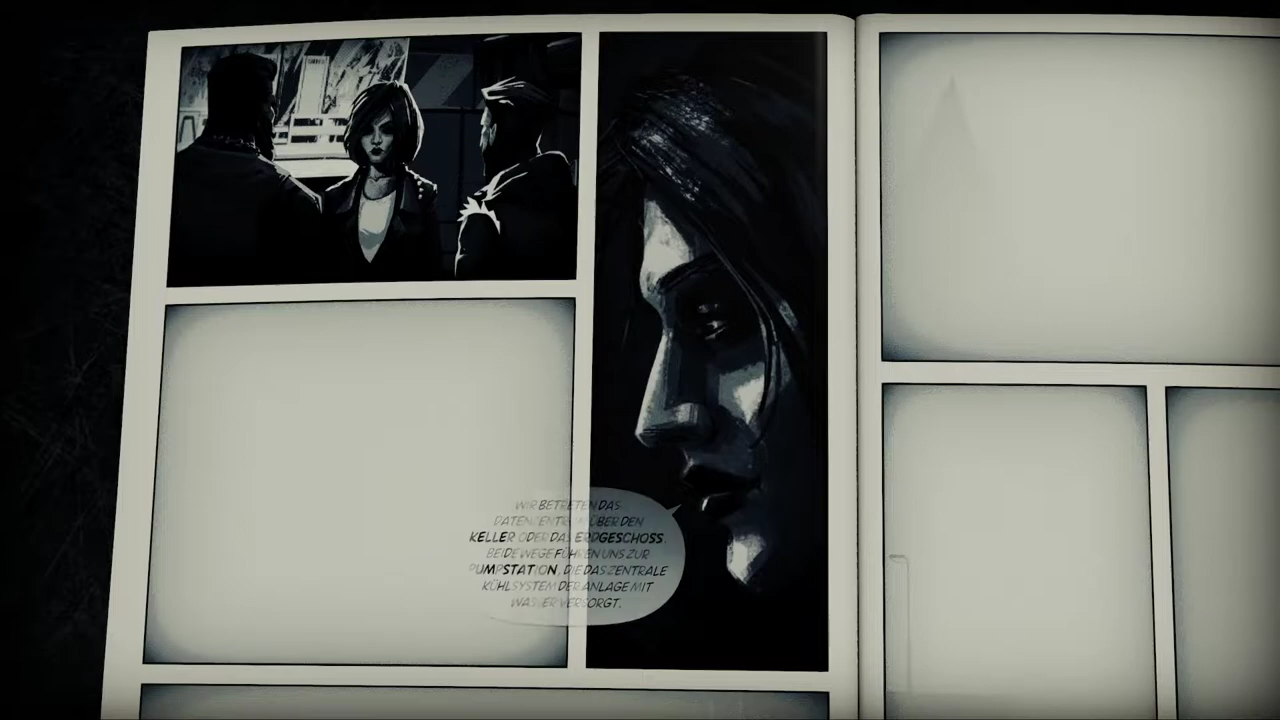 WIR BETRETEN DAS
DATENZENTRUM ÜBER DEN
KELLER ODER DAS ERDGESCHOSS.
BEIDE WEGE FÜHREN UNS ZUR
PUMPSTATION, DIE DAS ZENTRALE
KÜHLSYSTEM DER ANLAGE MIT
WASSER VERSORGT.